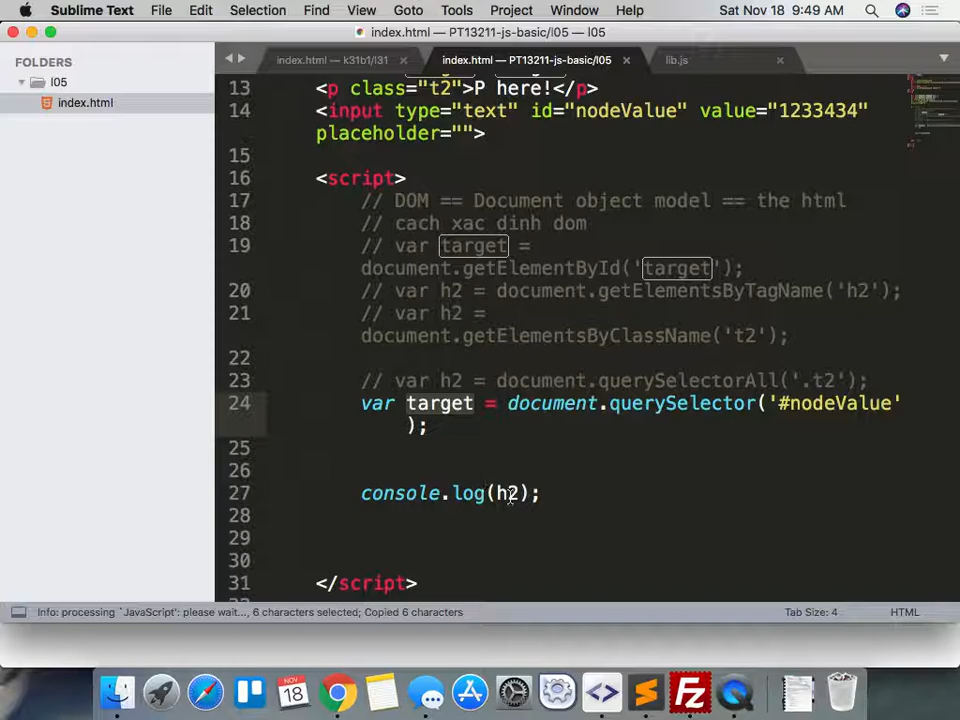 Sublime Text File Edit Selection Find View Goto Tools Project Window Help Sat Nov 18 9:49 AM
index.html — PT13211-js-basic/l05 — l05
FOLDERS
l05
index.html
index.html — k31b1/l31 index.html — PT13211-js-basic/l05 lib.js
13 <p class="t2">P here!</p>
14 <input type="text" id="nodeValue" value="1233434"
placeholder="">
15
16 <script>
17 // DOM == Document object model == the html
18 // cach xac dinh dom
19 // var target =
document.getElementById('target');
20 // var h2 = document.getElementsByTagName('h2');
21 // var h2 =
document.getElementsByClassName('t2');
22
23 // var h2 = document.querySelectorAll('.t2');
24 var target = document.querySelector('#nodeValue'
);
25
26
27 console.log(h2);
28
29
30
31 </script>
Info: processing `JavaScript': please wait..., 6 characters selected; Copied 6 characters Tab Size: 4 HTML
NOV
18